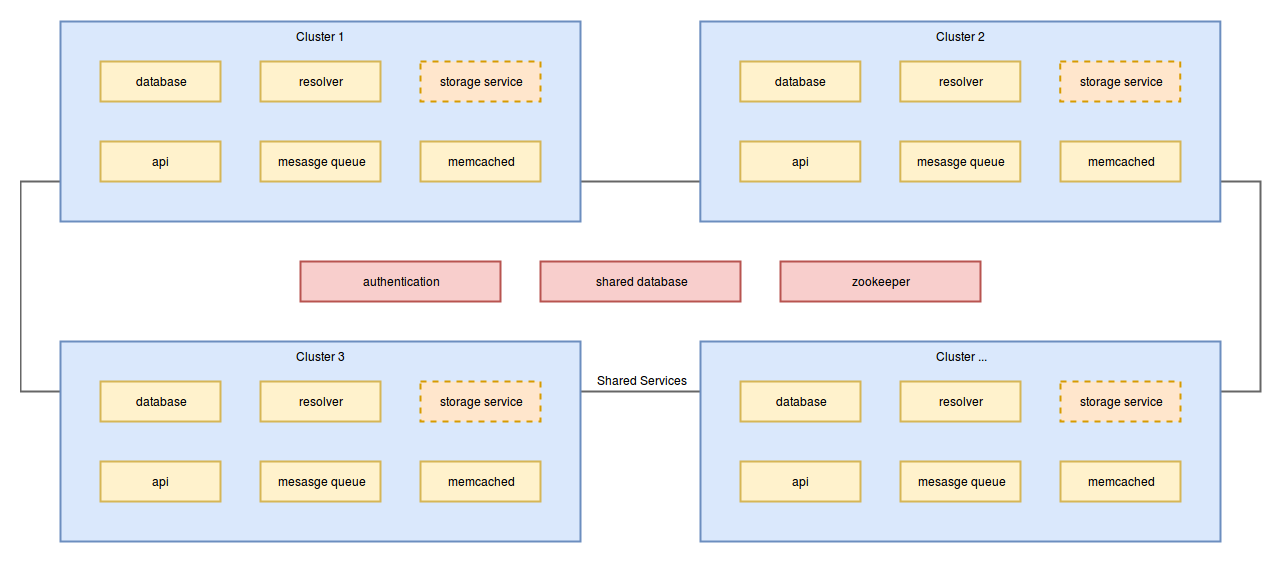 Cluster 1
database
resolver
storage service
api
mesasge queue
memcached
Cluster 2
database
resolver
storage service
api
mesasge queue
memcached
authentication
shared database
zookeeper
Cluster 3
database
resolver
storage service
api
mesasge queue
memcached
Shared Services
Cluster ...
database
resolver
storage service
api
mesasge queue
memcached